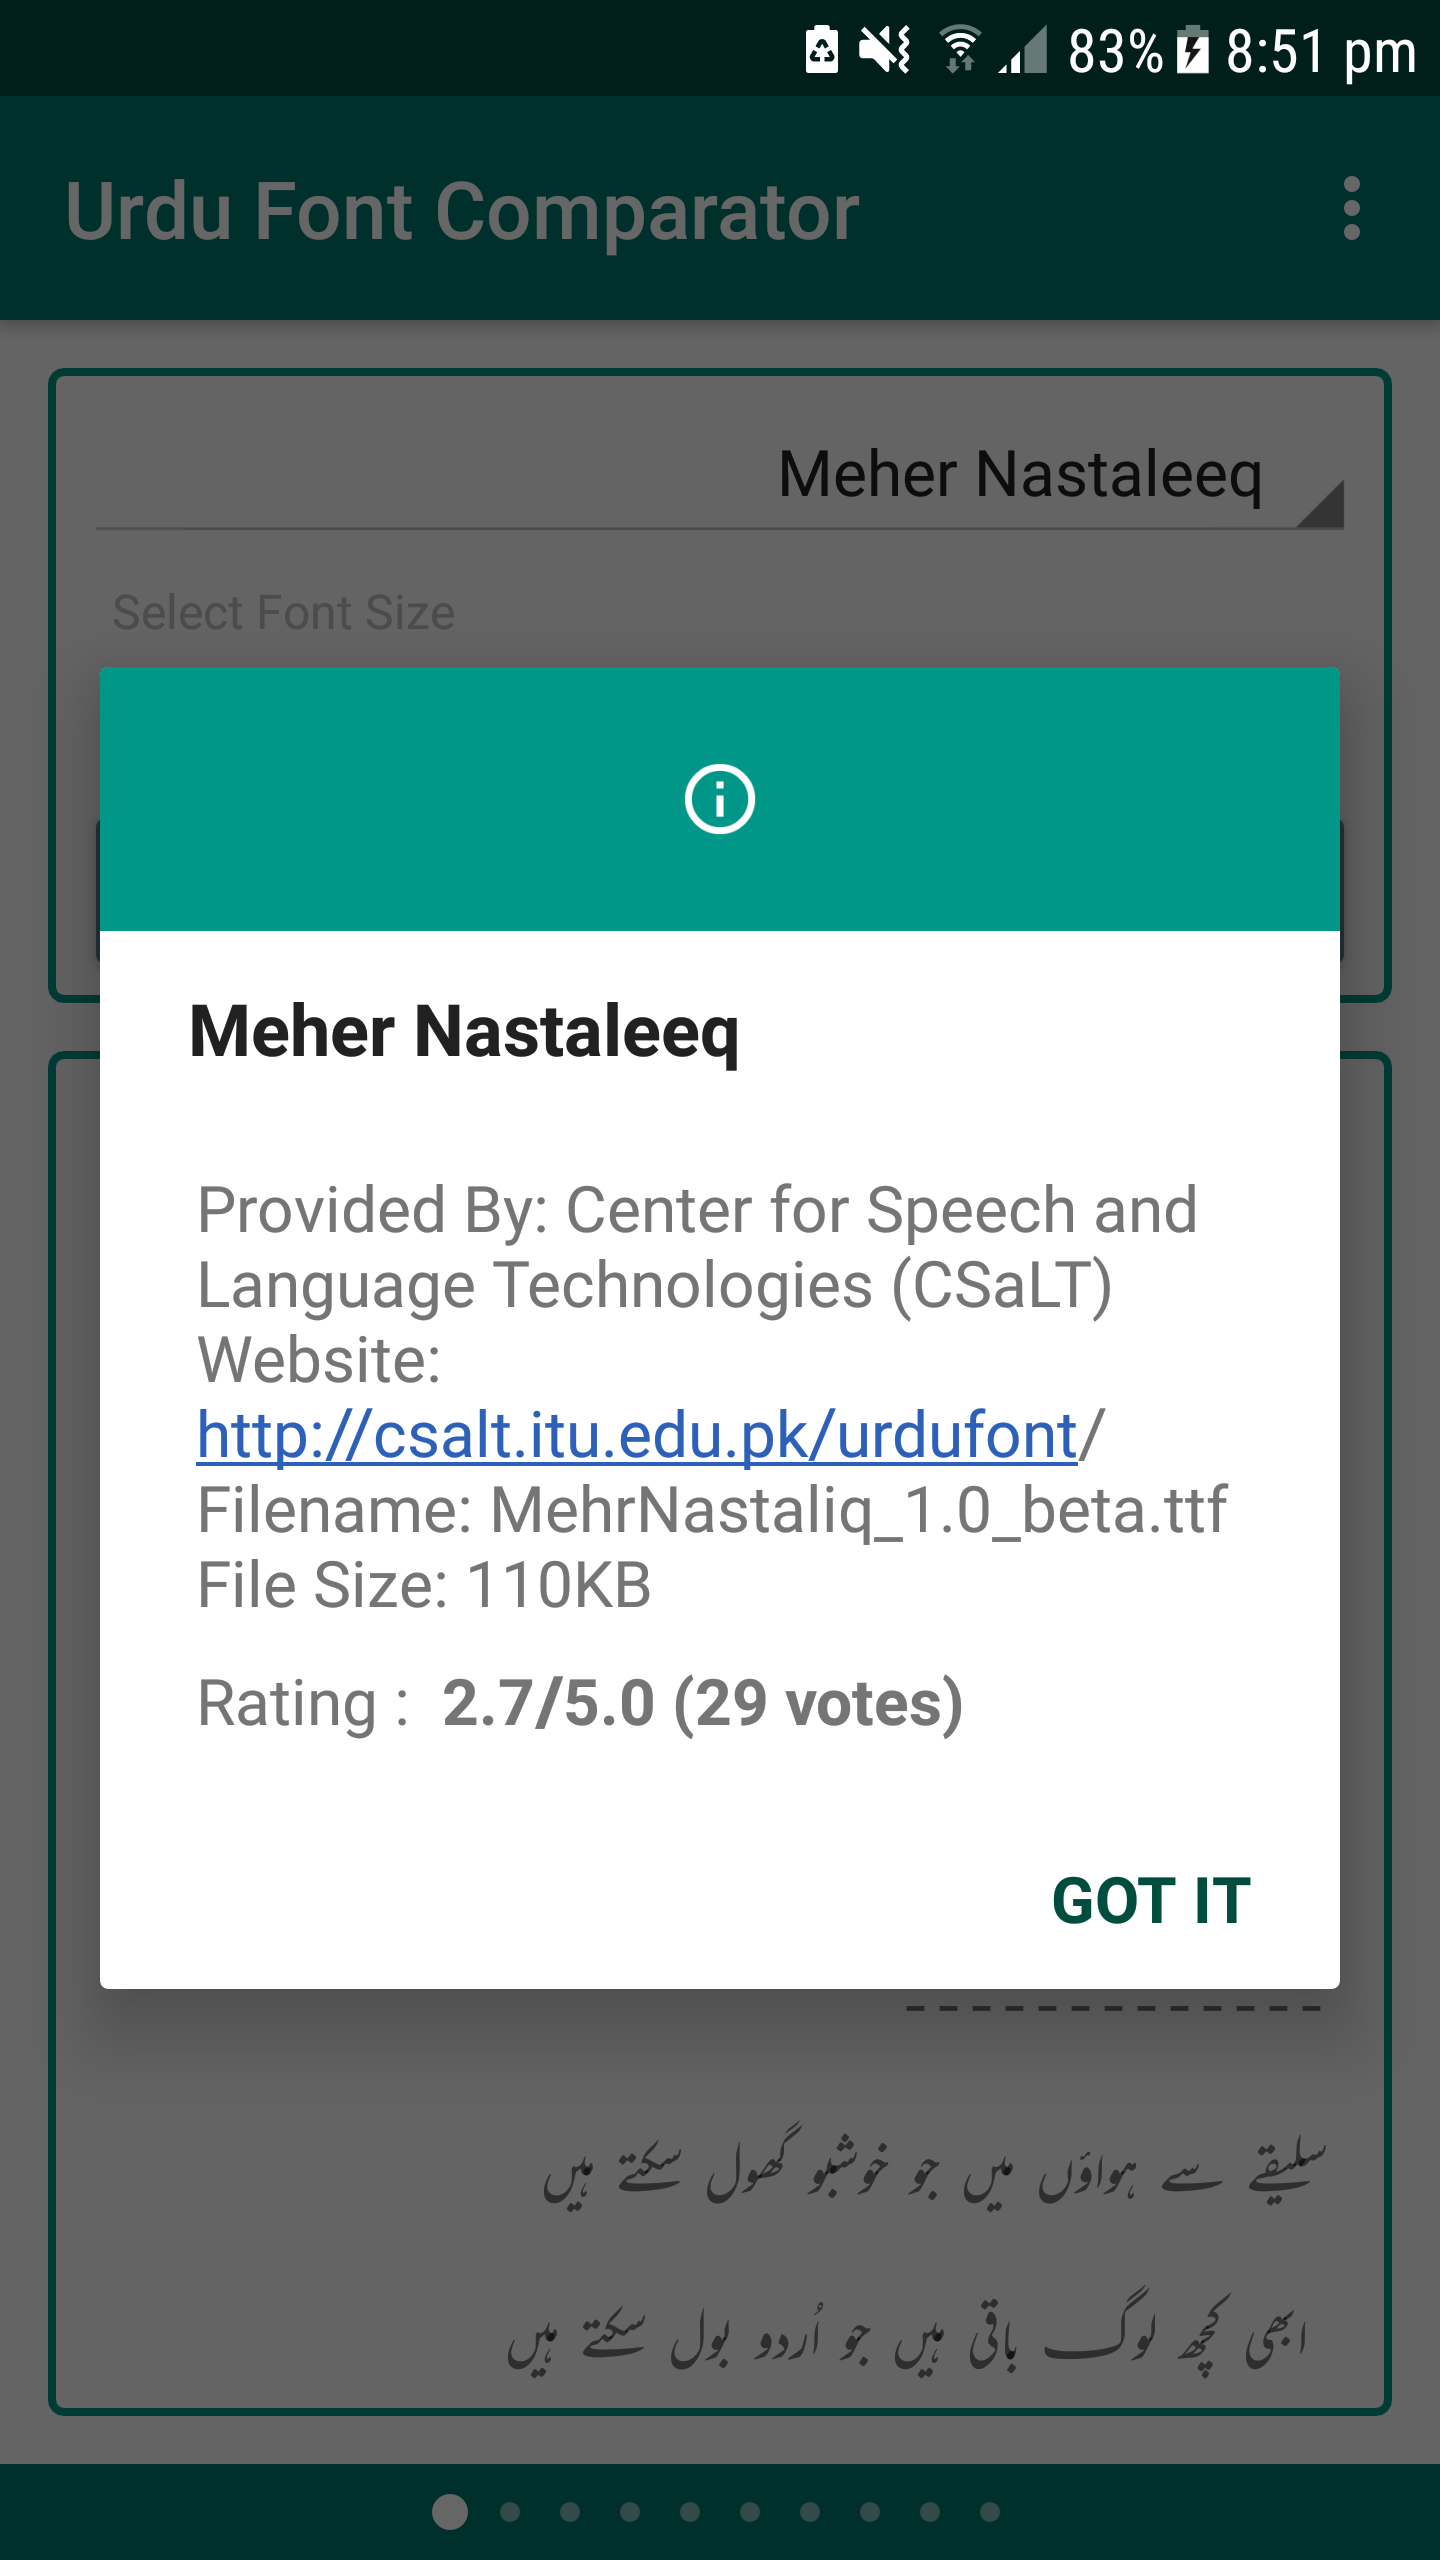 83% 8:51 pm
Urdu Font Comparator
Meher Nastaleeq
Select Font Size
Meher Nastaleeq
Provided By: Center for Speech and
Language Technologies (CSaLT)
Website:
http://csalt.itu.edu.pk/urdufont/
Filename: MehrNastaliq_1.0_beta.ttf
File Size: 110KB
Rating : 2.7/5.0 (29 votes)
GOT IT
-------------
سلیقے سے ہواؤں میں جو خوشبو گھول سکتے ہیں
ابھی کچھ لوگ باقی ہیں جو اُردو بول سکتے ہیں